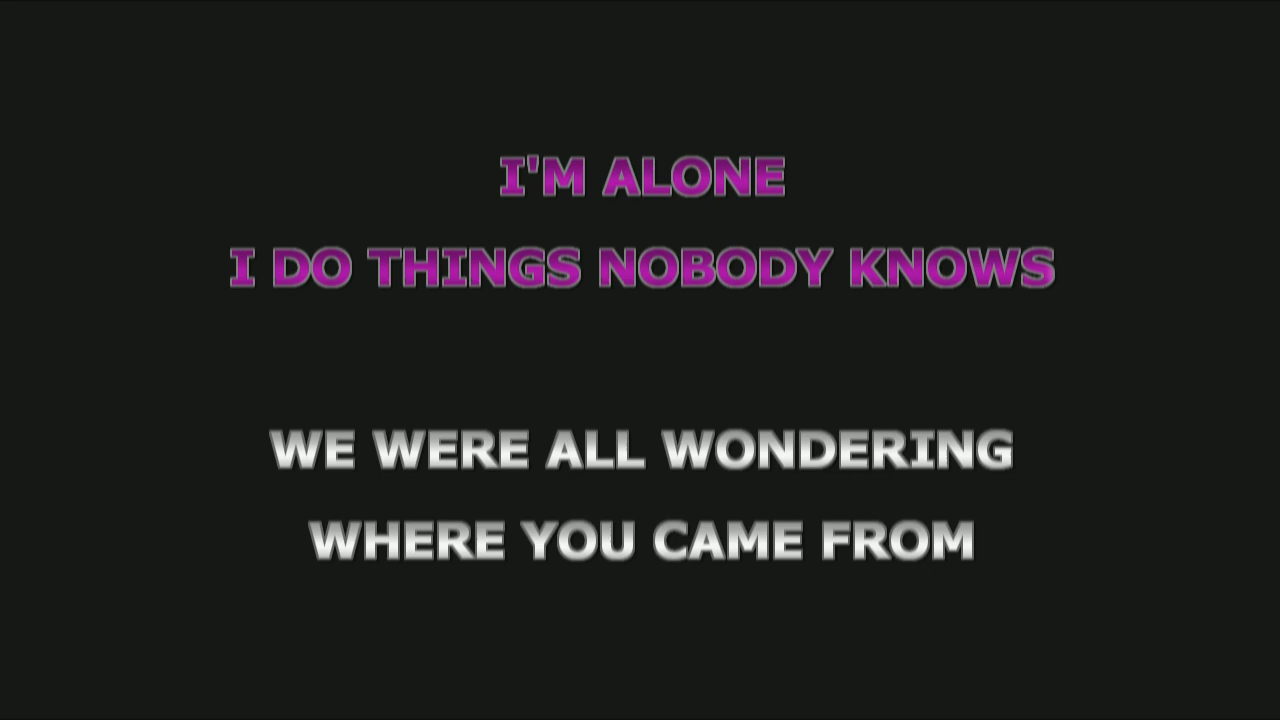 I'M ALONE
I DO THINGS NOBODY KNOWS
WE WERE ALL WONDERING
WHERE YOU CAME FROM